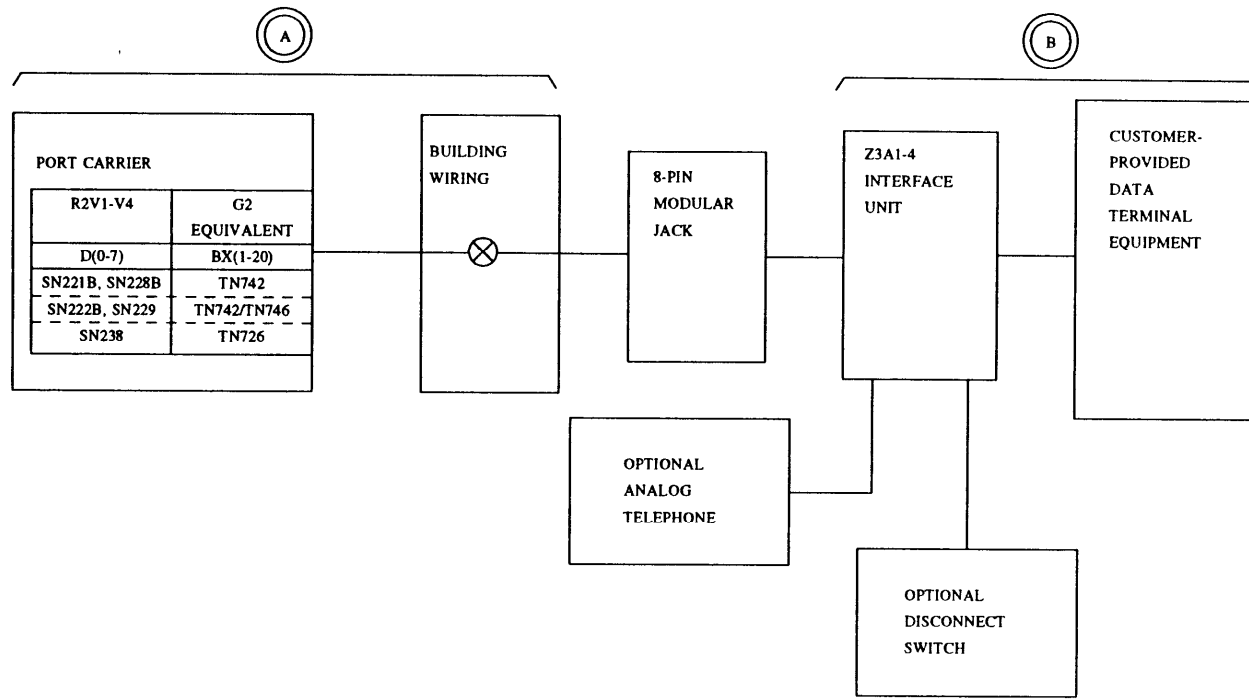 A
B
PORT CARRIER
R2V1-V4
G2
EQUIVALENT
D(0-7)
BX(1-20)
SN221B, SN228B
TN742
SN222B, SN229
TN742/TN746
SN238
TN726
BUILDING
WIRING
8-PIN
MODULAR
JACK
Z3A1-4
INTERFACE
UNIT
CUSTOMER-
PROVIDED
DATA
TERMINAL
EQUIPMENT
OPTIONAL
ANALOG
TELEPHONE
OPTIONAL
DISCONNECT
SWITCH